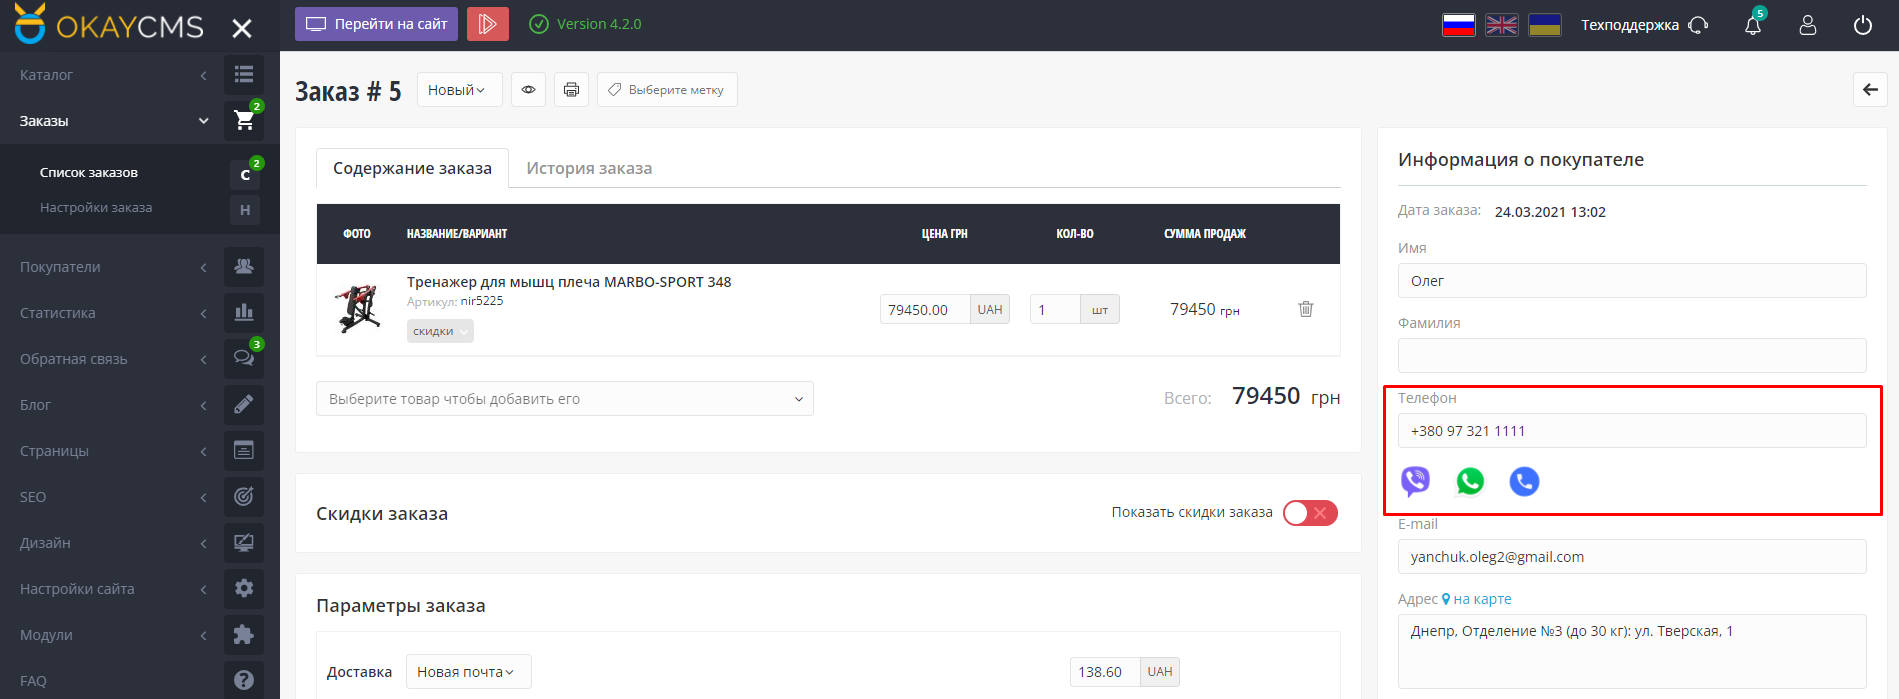 OKAYCMS
Перейти на сайт
Version 4.2.0
Техподдержка
5
Каталог
Заказы
2
Список заказов
С
2
Настройки заказа
Н
Покупатели
Статистика
Обратная связь
3
Блог
Страницы
SEO
Дизайн
Настройки сайта
Модули
FAQ
Заказ # 5
Новый
Выберите метку
Содержание заказа
История заказа
ФОТО
НАЗВАНИЕ/ВАРИАНТ
ЦЕНА ГРН
КОЛ-ВО
СУММА ПРОДАЖ
Тренажер для мышц плеча MARBO-SPORT 348
Артикул: nir5225
скидки
79450.00 UAH
1 шт
79450 грн
Выберите товар чтобы добавить его
Всего: 79450 грн
Скидки заказа
Показать скидки заказа
Параметры заказа
Доставка
Новая почта
138.60 UAH
Информация о покупателе
Дата заказа: 24.03.2021 13:02
Имя
Олег
Фамилия
Телефон
+380 97 321 1111
E-mail
yanchuk.oleg2@gmail.com
Адрес на карте
Днепр, Отделение №3 (до 30 кг): ул. Тверская, 1